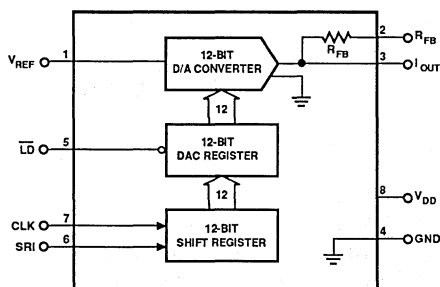 V REF 1
12-BIT
D/A CONVERTER
R FB
2 R FB
3 I OUT
12
LD 5
12-BIT
DAC REGISTER
12
8 V DD
CLK 7
SRI 6
12-BIT
SHIFT REGISTER
4 GND